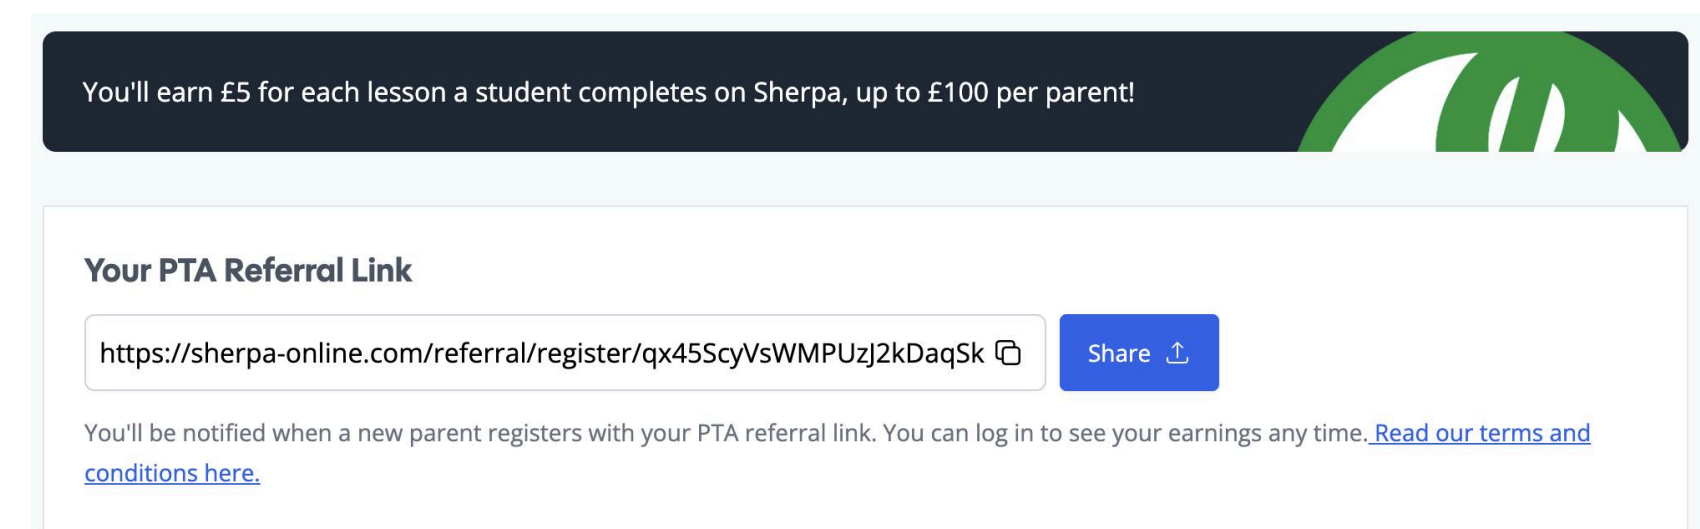 You'll earn £5 for each lesson a student completes on Sherpa, up to £100 per parent!
Your PTA Referral Link
https://sherpa-online.com/referral/register/qx45ScyVsWMPUzJ2kDaqSk
Share
You'll be notified when a new parent registers with your PTA referral link. You can log in to see your earnings any time. Read our terms and
conditions here.